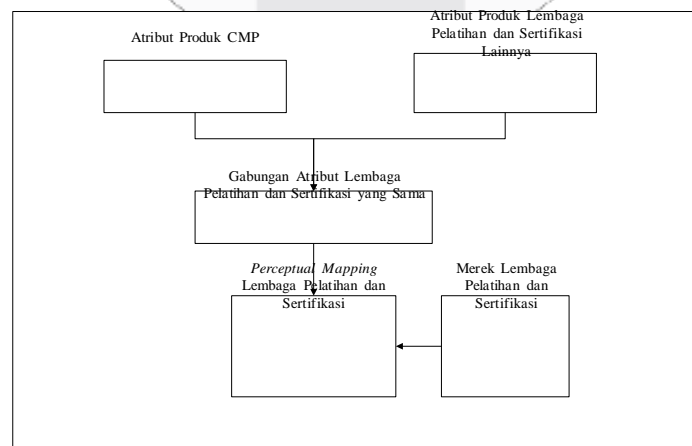 Atribut Produk CMP
Atribut Produk Lembaga
Pelatihan dan Sertifikasi
Lainnya
Gabungan Atribut Lembaga
Pelatihan dan Sertifikasi yang Sama
Perceptual Mapping
Lembaga Pelatihan dan
Sertifikasi
Merek Lembaga
Pelatihan dan
Sertifikasi